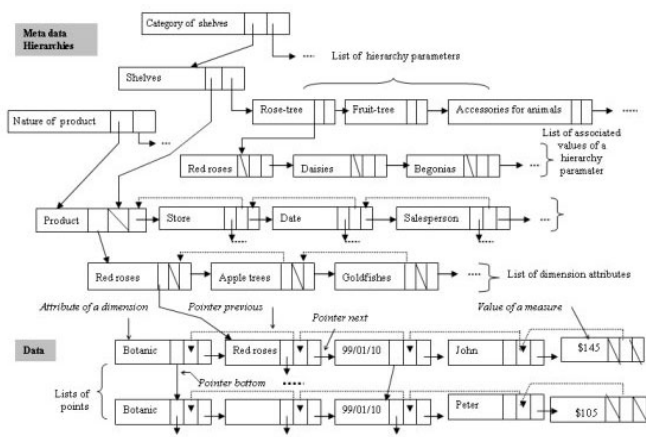 Meta data
Hierarchies
Category of shelves
List of hierarchy parameters
Shelves
Rose-tree
Fruit-tree
Accessories for animals
Nature of product
List of associated
values of a
hierarchy
paramater
Red roses
Daisies
Begonias
Product
Store
Date
Salesperson
Red roses
Apple trees
Goldfishes
List of dimension attributes
Attribute of a dimension
Pointer previous
Pointer next
Value of a measure
Data
Botanic
Red roses
99/01/10
John
$145
Lists of
points
Pointer bottom
Botanic
99/01/10
Peter
$105